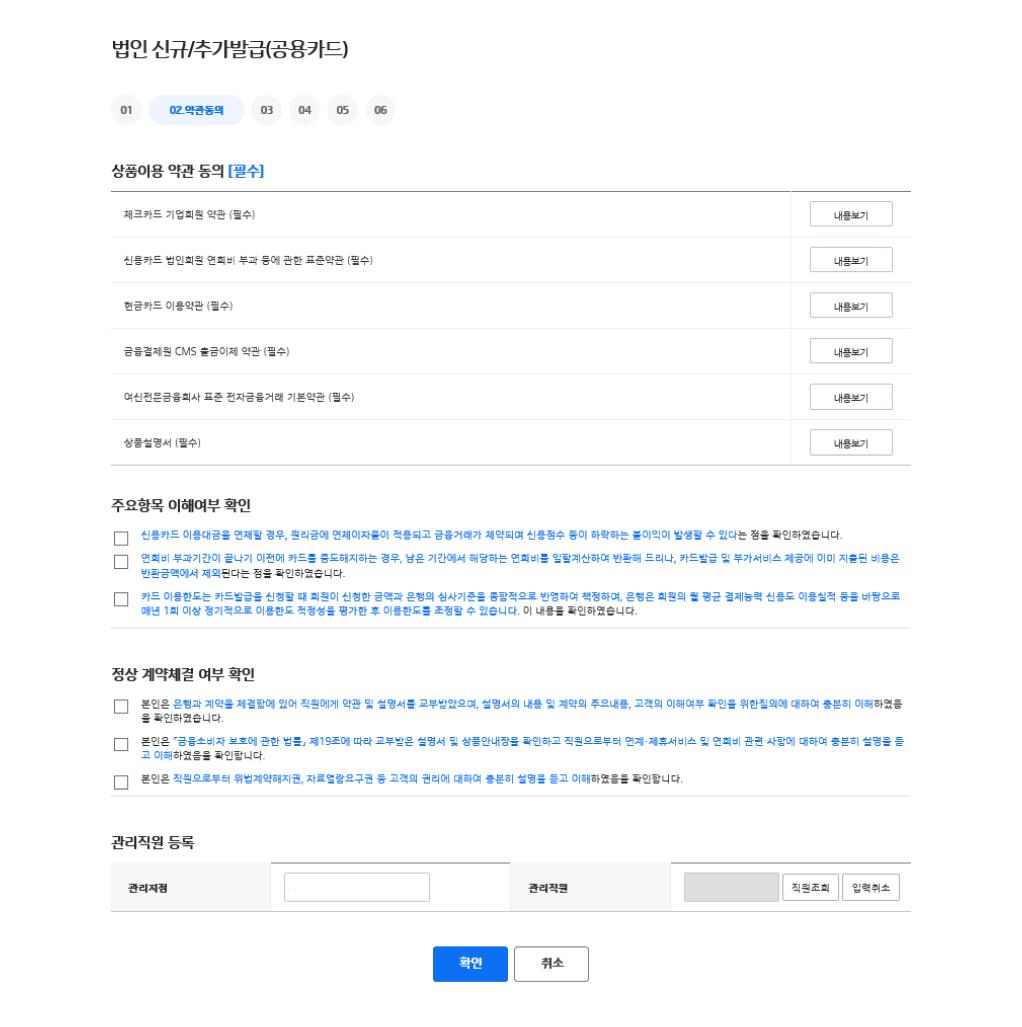 법인 신규/추가발급(공용카드)
01 02.약관동의 03 04 05 06
상품이용 약관 동의 [필수]
체크카드 기업회원 약관 (필수) 내용보기
신용카드 법인회원 연회비 부과 등에 관한 표준약관 (필수) 내용보기
현금카드 이용약관 (필수) 내용보기
금융결제원 CMS 출금이체 약관 (필수) 내용보기
여신전문금융회사 표준 전자금융거래 기본약관 (필수) 내용보기
상품설명서 (필수) 내용보기
주요항목 이해여부 확인
신용카드 이용대금을 연체할 경우, 원리금에 연체이자율이 적용되고 금융거래가 제약되며 신용점수 등이 하락하는 불이익이 발생할 수 있다는 점을 확인하였습니다.
연회비 부과기간이 끝나기 이전에 카드를 중도해지하는 경우, 남은 기간에서 해당하는 연회비를 일할계산하여 반환해 드리나, 카드발급 및 부가서비스 제공에 이미 지출된 비용은
반환금액에서 제외된다는 점을 확인하였습니다.
카드 이용한도는 카드발급을 신청할 때 회원이 신청한 금액과 은행의 심사기준을 종합적으로 반영하여 책정하며, 은행은 회원의 월 평균 결제능력 신용도 이용실적 등을 바탕으로
매년 1회 이상 정기적으로 이용한도 적정성을 평가한 후 이용한도를 조정할 수 있습니다. 이 내용을 확인하였습니다.
정상 계약체결 여부 확인
본인은 은행과 계약을 체결함에 있어 직원에게 약관 및 설명서를 교부받았으며, 설명서의 내용 및 계약의 주요내용, 고객의 이해여부 확인을 위한질의에 대하여 충분히 이해하였음
을 확인하였습니다.
본인은 「금융소비자 보호에 관한 법률」 제19조에 따라 교부받은 설명서 및 상품안내장을 확인하고 직원으로부터 연계·제휴서비스 및 연회비 관련 사항에 대하여 충분히 설명을 듣
고 이해하였음을 확인합니다.
본인은 직원으로부터 위법계약해지권, 자료열람요구권 등 고객의 권리에 대하여 충분히 설명을 듣고 이해하였음을 확인합니다.
관리직원 등록
관리지점 관리직원 직원조회 입력취소
확인 취소